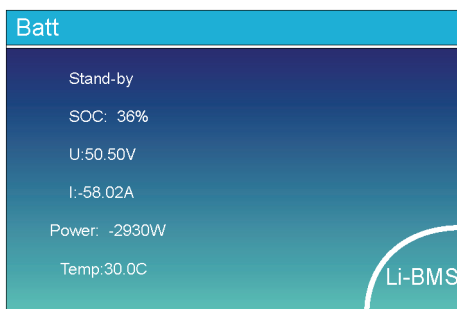 Batt
Stand-by
SOC: 36%
U:50.50V
I:-58.02A
Power: -2930W
Temp:30.0C
Li-BMS